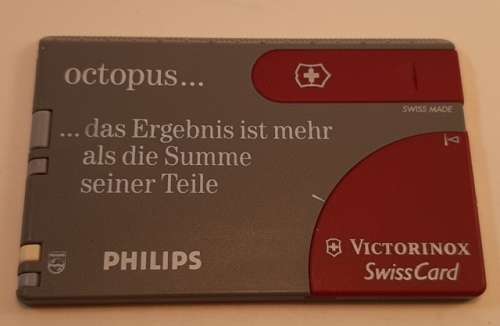 octopus...
SWISS MADE
...das Ergebnis ist mehr
als die Summe
seiner Teile
PHILIPS
VICTORINOX
SwissCard